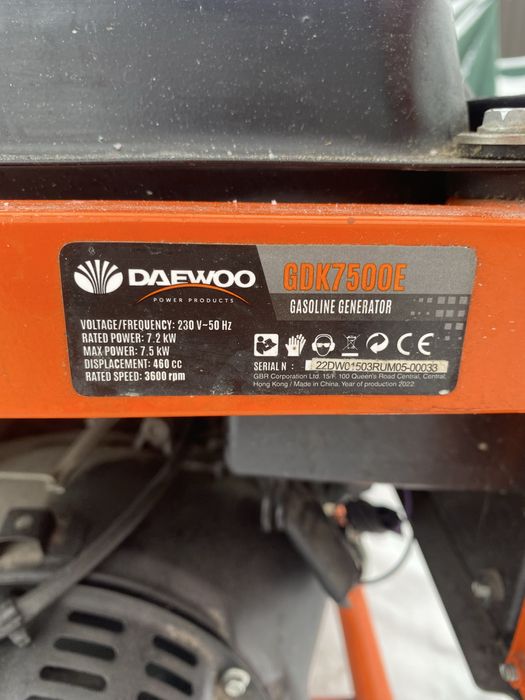 DAEWOO
POWER PRODUCTS
GDK7500E
GASOLINE GENERATOR
VOLTAGE/FREQUENCY: 230 V~50 Hz
RATED POWER: 7.2 kW
MAX POWER: 7.5 kW
DISPLACEMENT: 460 cc
RATED SPEED: 3600 rpm
CE
SERIAL N : 22DW01503RUM05-00033
GBR Corporation Ltd. 15/F, 100 Queen's Road Central, Central,
Hong Kong / Made in China. Year of production 2022